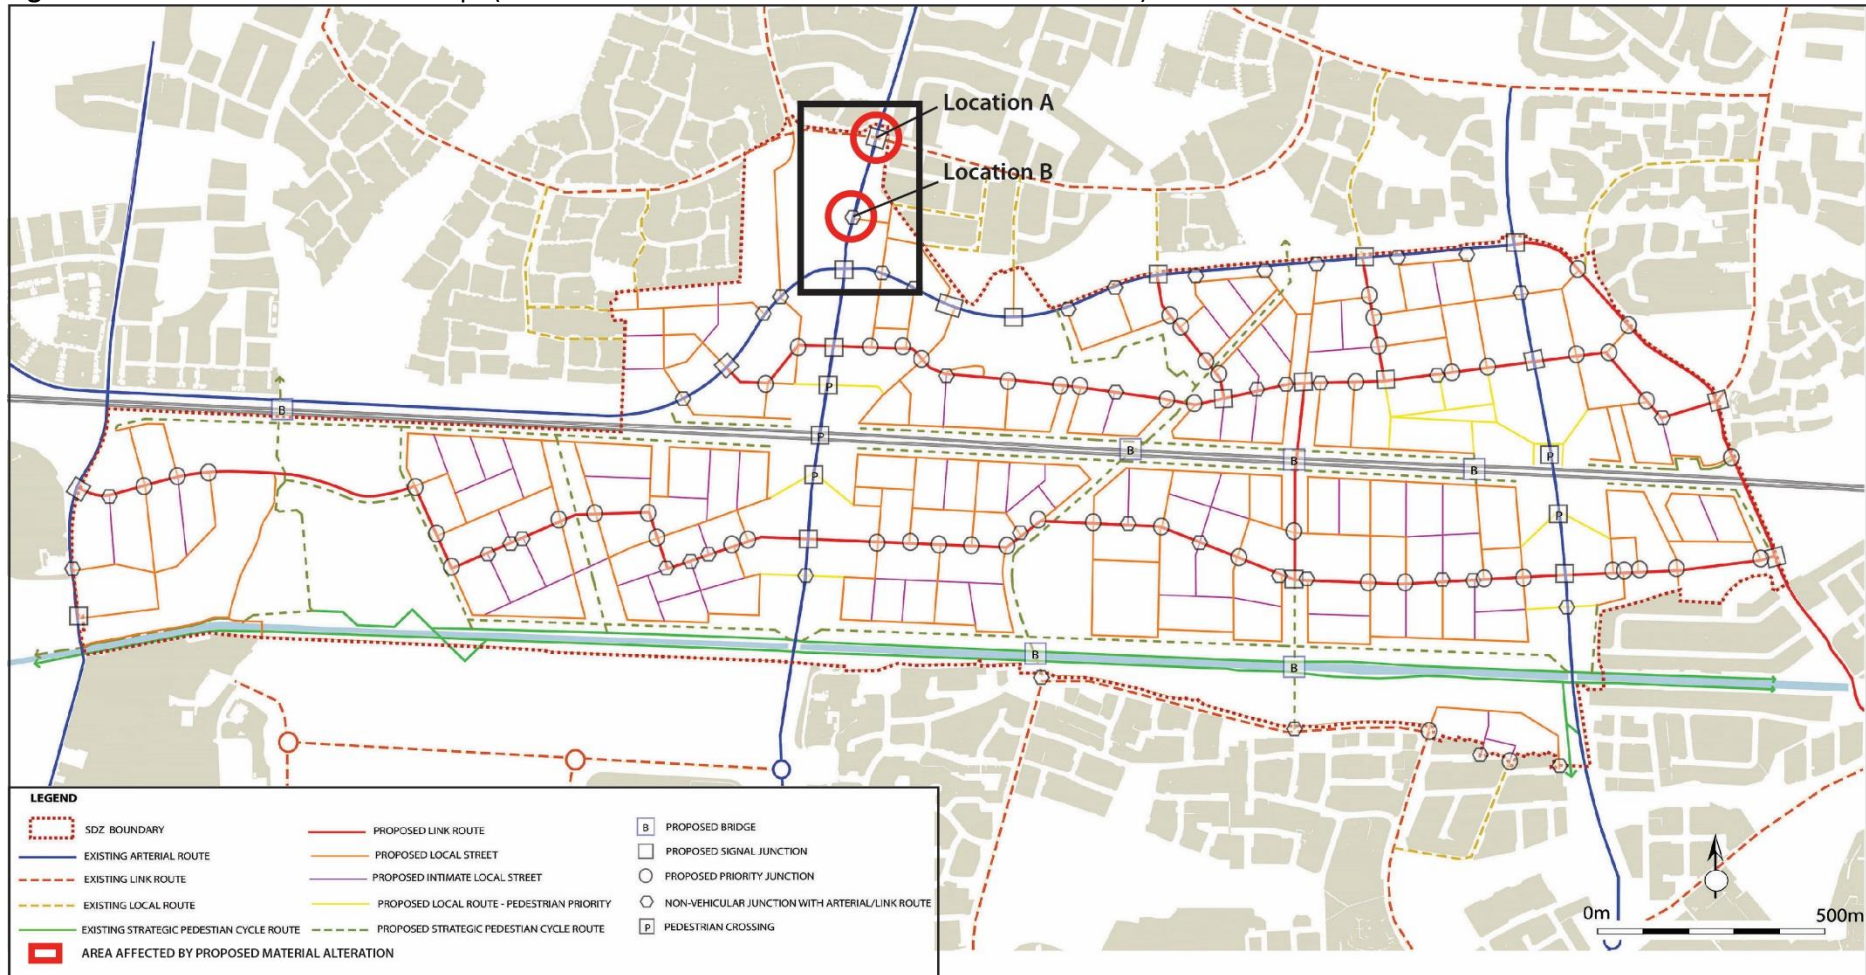 Location A
Location B
B
P
P
P
B
B
B
P
P
B
B
LEGEND
SDZ BOUNDARY
EXISTING ARTERIAL ROUTE
EXISTING LINK ROUTE
EXISTING LOCAL ROUTE
EXISTING STRATEGIC PEDESTIAN CYCLE ROUTE
AREA AFFECTED BY PROPOSED MATERIAL ALTERATION
PROPOSED LINK ROUTE
PROPOSED LOCAL STREET
PROPOSED INTIMATE LOCAL STREET
PROPOSED LOCAL ROUTE - PEDESTRIAN PRIORITY
PROPOSED STRATEGIC PEDESTIAN CYCLE ROUTE
B PROPOSED BRIDGE
PROPOSED SIGNAL JUNCTION
PROPOSED PRIORITY JUNCTION
NON-VEHICULAR JUNCTION WITH ARTERIAL/LINK ROUTE
P PEDESTRIAN CROSSING
0m 500m